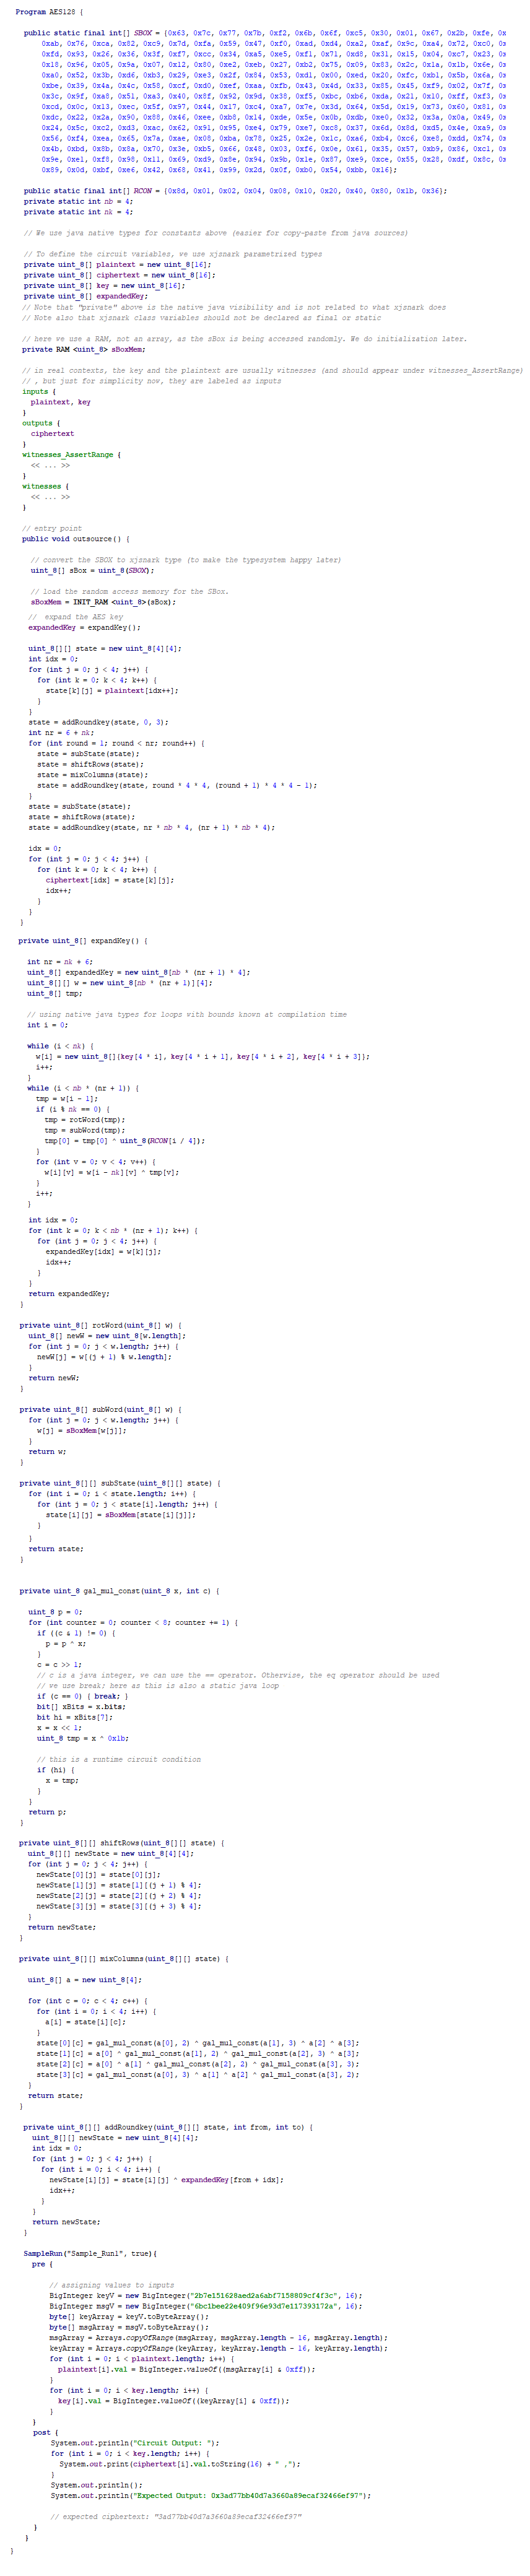 Program AES128 {
public static final int[] SBOX = {0x63, 0x7c, 0x77, 0x7b, 0xf2, 0x6b, 0x6f, 0xc5, 0x30, 0x01, 0x67, 0x2b, 0xfe, 0x
0xab, 0x76, 0xca, 0x82, 0xc9, 0x7d, 0xfa, 0x59, 0x47, 0xf0, 0xad, 0xd4, 0xa2, 0xaf, 0x9c, 0xa4, 0x72, 0xc0, 0x
0xfd, 0x93, 0x26, 0x36, 0x3f, 0xf7, 0xcc, 0x34, 0xa5, 0xe5, 0xf1, 0x71, 0xd8, 0x31, 0x15, 0x04, 0xc7, 0x23, 0x
0x18, 0x96, 0x05, 0x9a, 0x07, 0x12, 0x80, 0xe2, 0xeb, 0x27, 0xb2, 0x75, 0x09, 0x83, 0x2c, 0x1a, 0x1b, 0x6e, 0x
0xa0, 0x52, 0x3b, 0xd6, 0xb3, 0x29, 0xe3, 0x2f, 0x84, 0x53, 0xd1, 0x00, 0xed, 0x20, 0xfc, 0xb1, 0x5b, 0x6a, 0x
0xbe, 0x39, 0x4a, 0x4c, 0x58, 0xcf, 0xd0, 0xef, 0xaa, 0xfb, 0x43, 0x4d, 0x33, 0x85, 0x45, 0xf9, 0x02, 0x7f, 0x
0x3c, 0x9f, 0xa8, 0x51, 0xa3, 0x40, 0x8f, 0x92, 0x9d, 0x38, 0xf5, 0xbc, 0xb6, 0xda, 0x21, 0x10, 0xff, 0xf3, 0x
0xcd, 0x0c, 0x13, 0xec, 0x5f, 0x97, 0x44, 0x17, 0xc4, 0xa7, 0x7e, 0x3d, 0x64, 0x5d, 0x19, 0x73, 0x60, 0x81, 0x
0xdc, 0x22, 0x2a, 0x90, 0x88, 0x46, 0xee, 0xb8, 0x14, 0xde, 0x5e, 0x0b, 0xdb, 0xe0, 0x32, 0x3a, 0x0a, 0x49, 0x
0x24, 0x5c, 0xc2, 0xd3, 0xac, 0x62, 0x91, 0x95, 0xe4, 0x79, 0xe7, 0xc8, 0x37, 0x6d, 0x8d, 0xd5, 0x4e, 0xa9, 0x
0x56, 0xf4, 0xea, 0x65, 0x7a, 0xae, 0x08, 0xba, 0x78, 0x25, 0x2e, 0x1c, 0xa6, 0xb4, 0xc6, 0xe8, 0xdd, 0x74, 0x
0x4b, 0xbd, 0x8b, 0x8a, 0x70, 0x3e, 0xb5, 0x66, 0x48, 0x03, 0xf6, 0x0e, 0x61, 0x35, 0x57, 0xb9, 0x86, 0xc1, 0x
0x9e, 0xe1, 0xf8, 0x98, 0x11, 0x69, 0xd9, 0x8e, 0x94, 0x9b, 0x1e, 0x87, 0xe9, 0xce, 0x55, 0x28, 0xdf, 0x8c, 0x
0x89, 0x0d, 0xbf, 0xe6, 0x42, 0x68, 0x41, 0x99, 0x2d, 0x0f, 0xb0, 0x54, 0xbb, 0x16};
public static final int[] RCON = {0x8d, 0x01, 0x02, 0x04, 0x08, 0x10, 0x20, 0x40, 0x80, 0x1b, 0x36};
private static int nb = 4;
private static int nk = 4;
// We use java native types for constants above (easier for copy-paste from java sources)
// To define the circuit variables, we use xjsnark parametrized types
private uint_8[] plaintext = new uint_8[16];
private uint_8[] ciphertext = new uint_8[16];
private uint_8[] key = new uint_8[16];
private uint_8[] expandedKey;
// Note that "private" above is the native java visibility and is not related to what xjsnark does
// Note also that xjsnark class variables should not be declared as final or static
// here we use a RAM, not an array, as the sBox is being accessed randomly. We do initialization later.
private RAM <uint_8> sBoxMem;
// in real contexts, the key and the plaintext are usually witnesses (and should appear under witnesses_AssertRange)
// , but just for simplicity now, they are labeled as inputs
inputs {
plaintext, key
}
outputs {
ciphertext
}
witnesses_AssertRange {
<< ... >>
}
witnesses {
<< ... >>
}
// entry point
public void outsource() {
// convert the SBOX to xjsnark type (to make the typesystem happy later)
uint_8[] sBox = uint_8(SBOX);
// load the random access memory for the SBox.
sBoxMem = INIT_RAM <uint_8>(sBox);
// expand the AES key
expandedKey = expandKey();
uint_8[][] state = new uint_8[4][4];
int idx = 0;
for (int j = 0; j < 4; j++) {
for (int k = 0; k < 4; k++) {
state[k][j] = plaintext[idx++];
}
}
state = addRoundkey(state, 0, 3);
int nr = 6 + nk;
for (int round = 1; round < nr; round++) {
state = subState(state);
state = shiftRows(state);
state = mixColumns(state);
state = addRoundkey(state, round * 4 * 4, (round + 1) * 4 * 4 - 1);
}
state = subState(state);
state = shiftRows(state);
state = addRoundkey(state, nr * nb * 4, (nr + 1) * nb * 4);
idx = 0;
for (int j = 0; j < 4; j++) {
for (int k = 0; k < 4; k++) {
ciphertext[idx] = state[k][j];
idx++;
}
}
}
private uint_8[] expandKey() {
int nr = nk + 6;
uint_8[] expandedKey = new uint_8[nb * (nr + 1) * 4];
uint_8[][] w = new uint_8[nb * (nr + 1)][4];
uint_8[] tmp;
// using native java types for loops with bounds known at compilation time
int i = 0;
while (i < nk) {
w[i] = new uint_8[]{key[4 * i], key[4 * i + 1], key[4 * i + 2], key[4 * i + 3]};
i++;
}
while (i < nb * (nr + 1)) {
tmp = w[i - 1];
if (i % nk == 0) {
tmp = rotWord(tmp);
tmp = subWord(tmp);
tmp[0] = tmp[0] ^ uint_8(RCON[i / 4]);
}
for (int v = 0; v < 4; v++) {
w[i][v] = w[i - nk][v] ^ tmp[v];
}
i++;
}
int idx = 0;
for (int k = 0; k < nb * (nr + 1); k++) {
for (int j = 0; j < 4; j++) {
expandedKey[idx] = w[k][j];
idx++;
}
}
return expandedKey;
}
private uint_8[] rotWord(uint_8[] w) {
uint_8[] newW = new uint_8[w.length];
for (int j = 0; j < w.length; j++) {
newW[j] = w[(j + 1) % w.length];
}
return newW;
}
private uint_8[] subWord(uint_8[] w) {
for (int j = 0; j < w.length; j++) {
w[j] = sBoxMem[w[j]];
}
return w;
}
private uint_8[][] subState(uint_8[][] state) {
for (int i = 0; i < state.length; i++) {
for (int j = 0; j < state[i].length; j++) {
state[i][j] = sBoxMem[state[i][j]];
}
}
return state;
}
private uint_8 gal_mul_const(uint_8 x, int c) {
uint_8 p = 0;
for (int counter = 0; counter < 8; counter += 1) {
if ((c & 1) != 0) {
p = p ^ x;
}
c = c >> 1;
// c is a java integer, we can use the == operator. Otherwise, the eq operator should be used
// we use break; here as this is also a static java loop
if (c == 0) { break; }
bit[] xBits = x.bits;
bit hi = xBits[7];
x = x << 1;
uint_8 tmp = x ^ 0x1b;
// this is a runtime circuit condition
if (hi) {
x = tmp;
}
}
return p;
}
private uint_8[][] shiftRows(uint_8[][] state) {
uint_8[][] newState = new uint_8[4][4];
for (int j = 0; j < 4; j++) {
newState[0][j] = state[0][j];
newState[1][j] = state[1][(j + 1) % 4];
newState[2][j] = state[2][(j + 2) % 4];
newState[3][j] = state[3][(j + 3) % 4];
}
return newState;
}
private uint_8[][] mixColumns(uint_8[][] state) {
uint_8[] a = new uint_8[4];
for (int c = 0; c < 4; c++) {
for (int i = 0; i < 4; i++) {
a[i] = state[i][c];
}
state[0][c] = gal_mul_const(a[0], 2) ^ gal_mul_const(a[1], 3) ^ a[2] ^ a[3];
state[1][c] = a[0] ^ gal_mul_const(a[1], 2) ^ gal_mul_const(a[2], 3) ^ a[3];
state[2][c] = a[0] ^ a[1] ^ gal_mul_const(a[2], 2) ^ gal_mul_const(a[3], 3);
state[3][c] = gal_mul_const(a[0], 3) ^ a[1] ^ a[2] ^ gal_mul_const(a[3], 2);
}
return state;
}
private uint_8[][] addRoundkey(uint_8[][] state, int from, int to) {
uint_8[][] newState = new uint_8[4][4];
int idx = 0;
for (int j = 0; j < 4; j++) {
for (int i = 0; i < 4; i++) {
newState[i][j] = state[i][j] ^ expandedKey[from + idx];
idx++;
}
}
return newState;
}
SampleRun("Sample_Run1", true){
pre {
// assigning values to inputs
BigInteger keyV = new BigInteger("2b7e151628aed2a6abf7158809cf4f3c", 16);
BigInteger msgV = new BigInteger("6bc1bee22e409f96e93d7e117393172a", 16);
byte[] keyArray = keyV.toByteArray();
byte[] msgArray = msgV.toByteArray();
msgArray = Arrays.copyOfRange(msgArray, msgArray.length - 16, msgArray.length);
keyArray = Arrays.copyOfRange(keyArray, keyArray.length - 16, keyArray.length);
for (int i = 0; i < plaintext.length; i++) {
plaintext[i].val = BigInteger.valueOf((msgArray[i] & 0xff));
}
for (int i = 0; i < key.length; i++) {
key[i].val = BigInteger.valueOf((keyArray[i] & 0xff));
}
}
post {
System.out.println("Circuit Output: ");
for (int i = 0; i < key.length; i++) {
System.out.print(ciphertext[i].val.toString(16) + " ,");
}
System.out.println();
System.out.println("Expected Output: 0x3ad77bb40d7a3660a89ecaf32466ef97");
// expected ciphertext: "3ad77bb40d7a3660a89ecaf32466ef97"
}
}
}